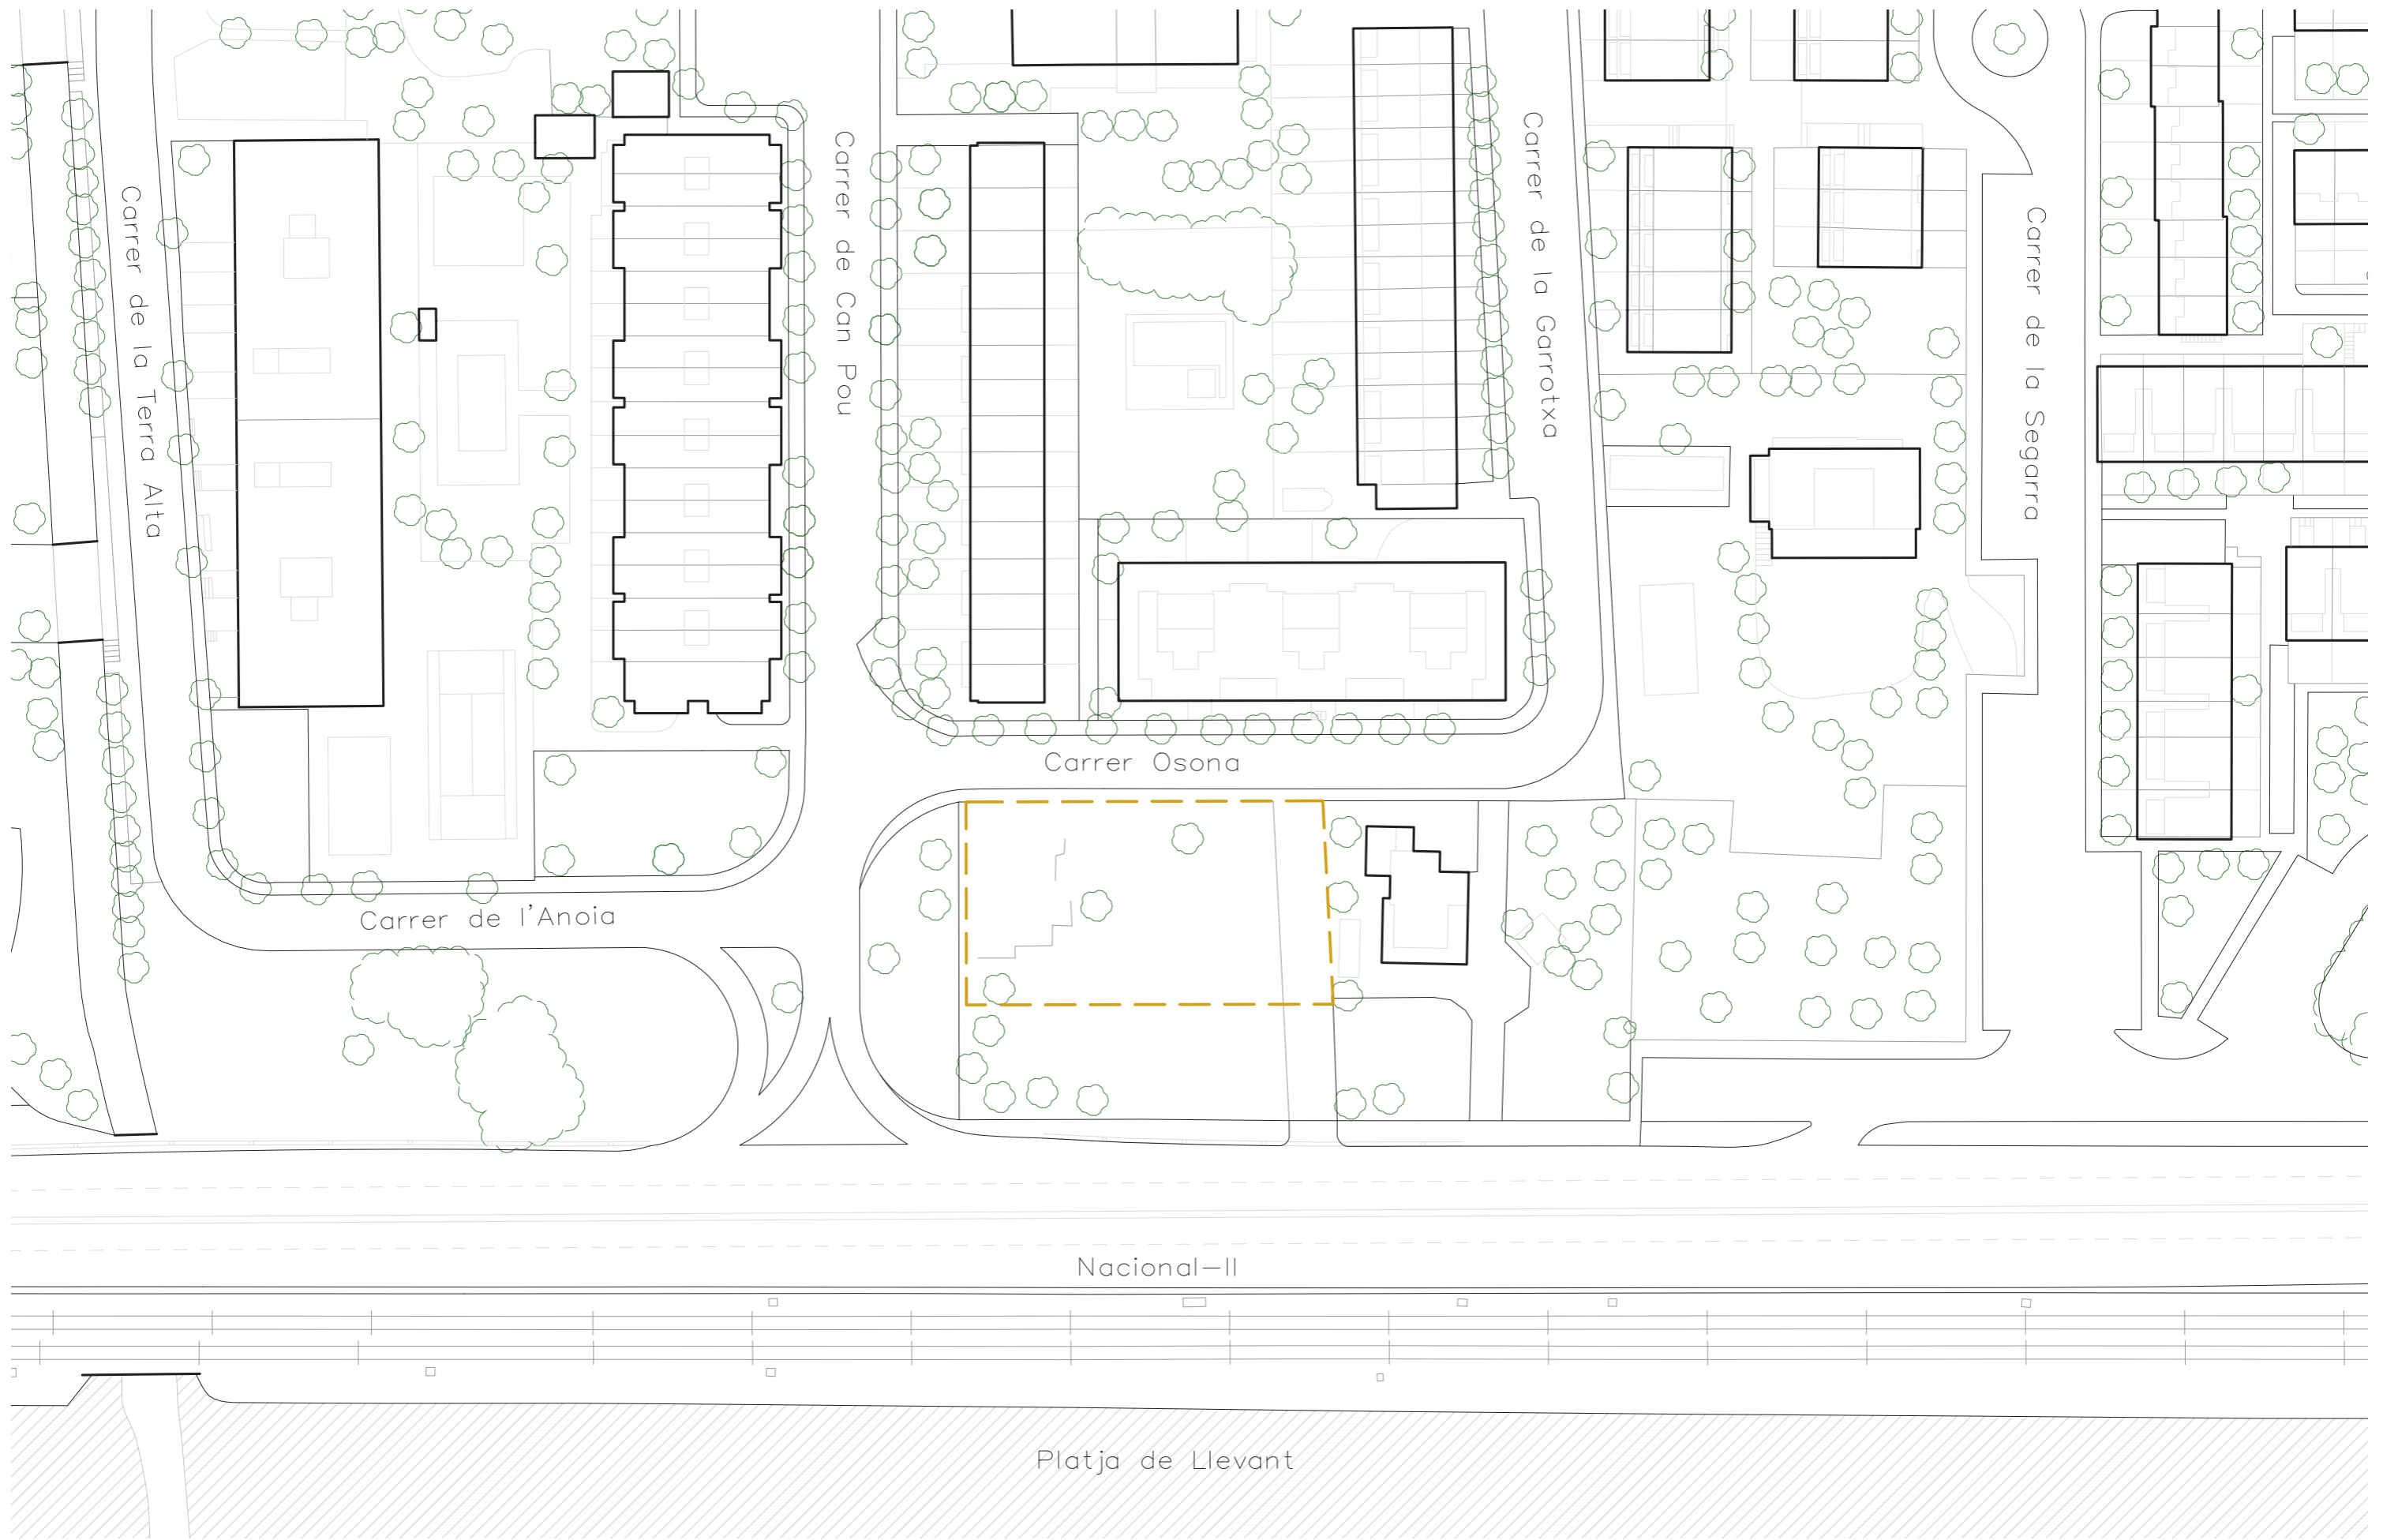 Carrer de la Terra Alta
Carrer de Can Pou
Carrer de la Garrotxa
Carrer de la Segarra
Carrer Osona
Carrer de l'Anoia
Nacional-II
Platja de Llevant